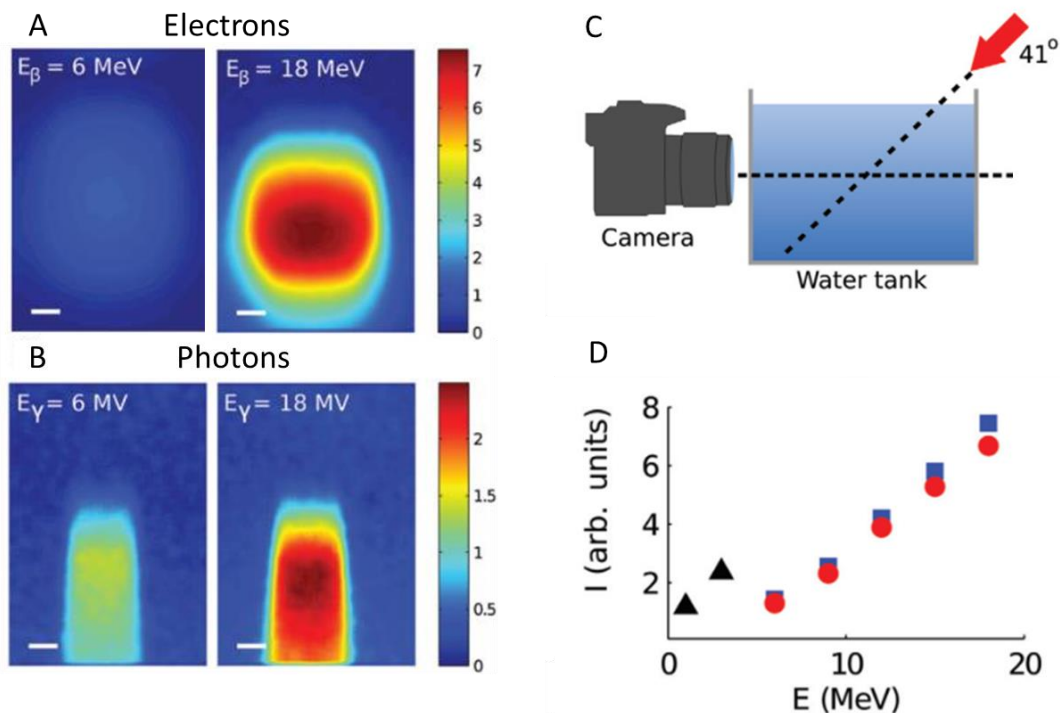 A Electrons
Eβ = 6 MeV
Eβ = 18 MeV
7
6
5
4
3
2
1
0
B Photons
Eγ = 6 MV
Eγ = 18 MV
2
1.5
1
0.5
0
C
41°
Camera
Water tank
D
I (arb. units)
8
6
4
2
0 10 20
E (MeV)